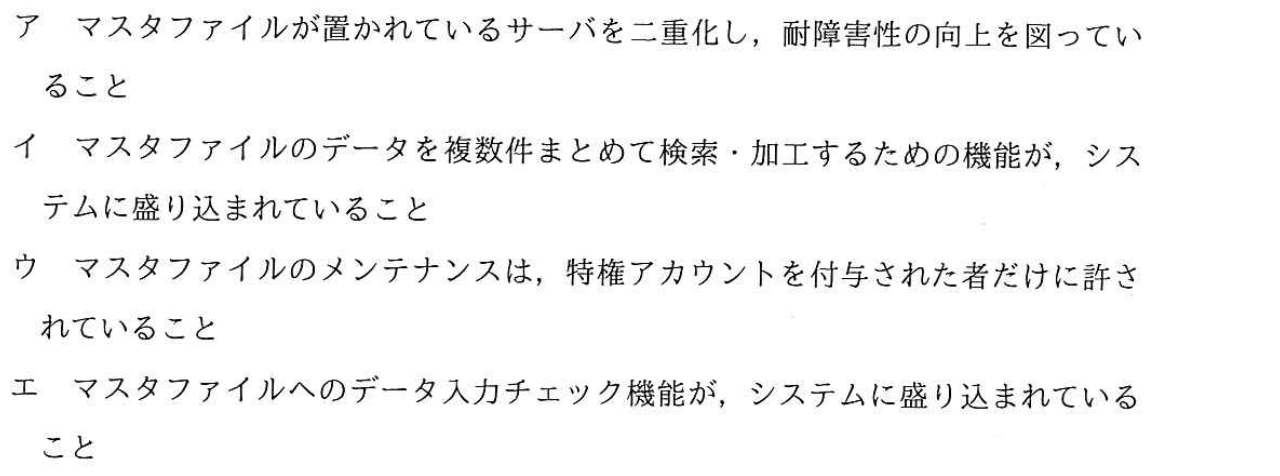 ア　マスタファイルが置かれているサーバを二重化し，耐障害性の向上を図ってい
ること
イ　マスタファイルのデータを複数件まとめて検索・加工するための機能が，シス
テムに盛り込まれていること
ウ　マスタファイルのメンテナンスは，特権アカウントを付与された者だけに許さ
れていること
エ　マスタファイルへのデータ入力チェック機能が，システムに盛り込まれている
こと